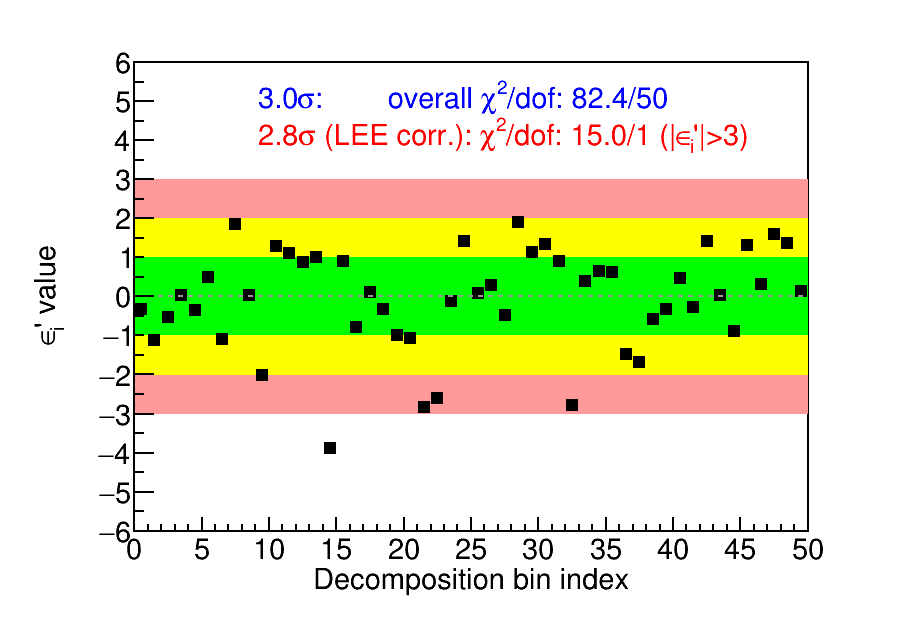 3.0σ: overall χ²/dof: 82.4/50
2.8σ (LEE corr.): χ²/dof: 15.0/1 (|ϵᵢ'|>3)
ϵᵢ' value
6
5
4
3
2
1
0
−1
−2
−3
−4
−5
−6
0 5 10 15 20 25 30 35 40 45 50
Decomposition bin index